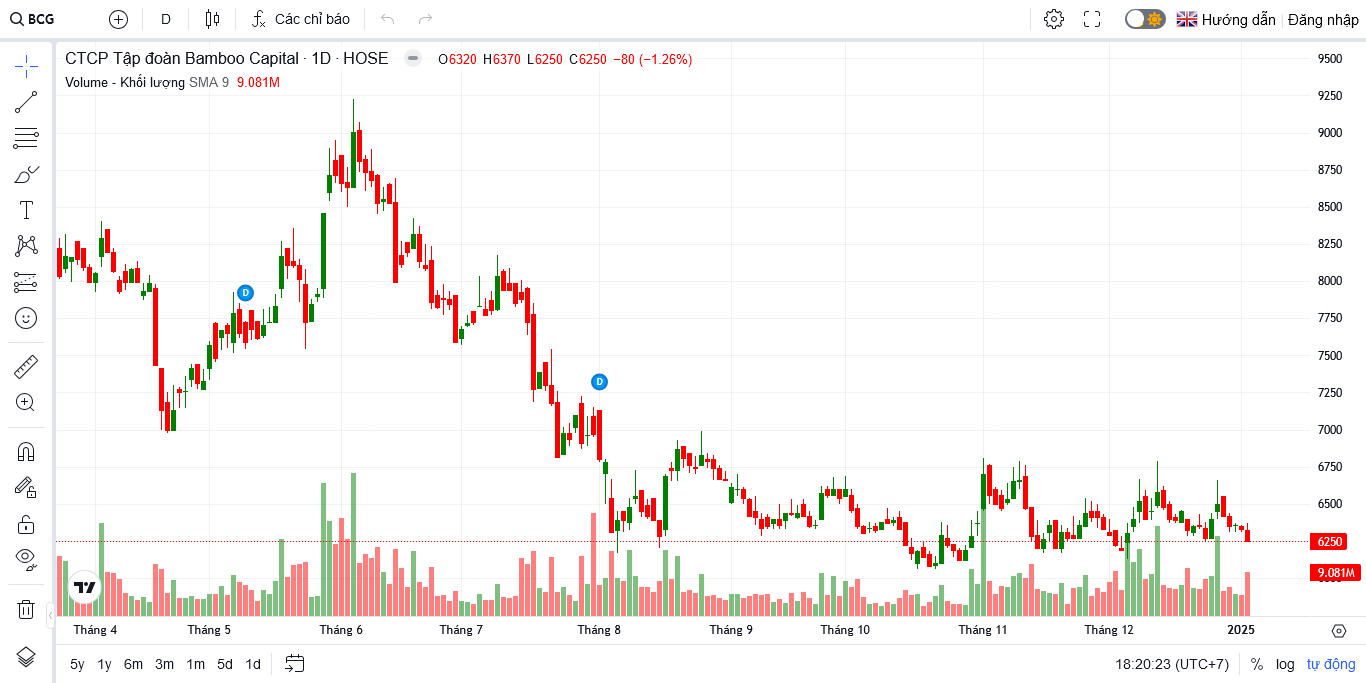 BCG D Các chỉ báo Hướng dẫn Đăng nhập
CTCP Tập đoàn Bamboo Capital · 1D · HOSE O6320 H6370 L6250 C6250 −80 (−1.26%)
Volume - Khối lượng SMA 9 9.081M
9500
9250
9000
8750
8500
8250
8000
7750
D
7500
7250
D
7000
6750
6500
6250
9.081M
Tháng 4 Tháng 5 Tháng 6 Tháng 7 Tháng 8 Tháng 9 Tháng 10 Tháng 11 Tháng 12 2025
5y 1y 6m 3m 1m 5d 1d 18:20:23 (UTC+7) % log tự động